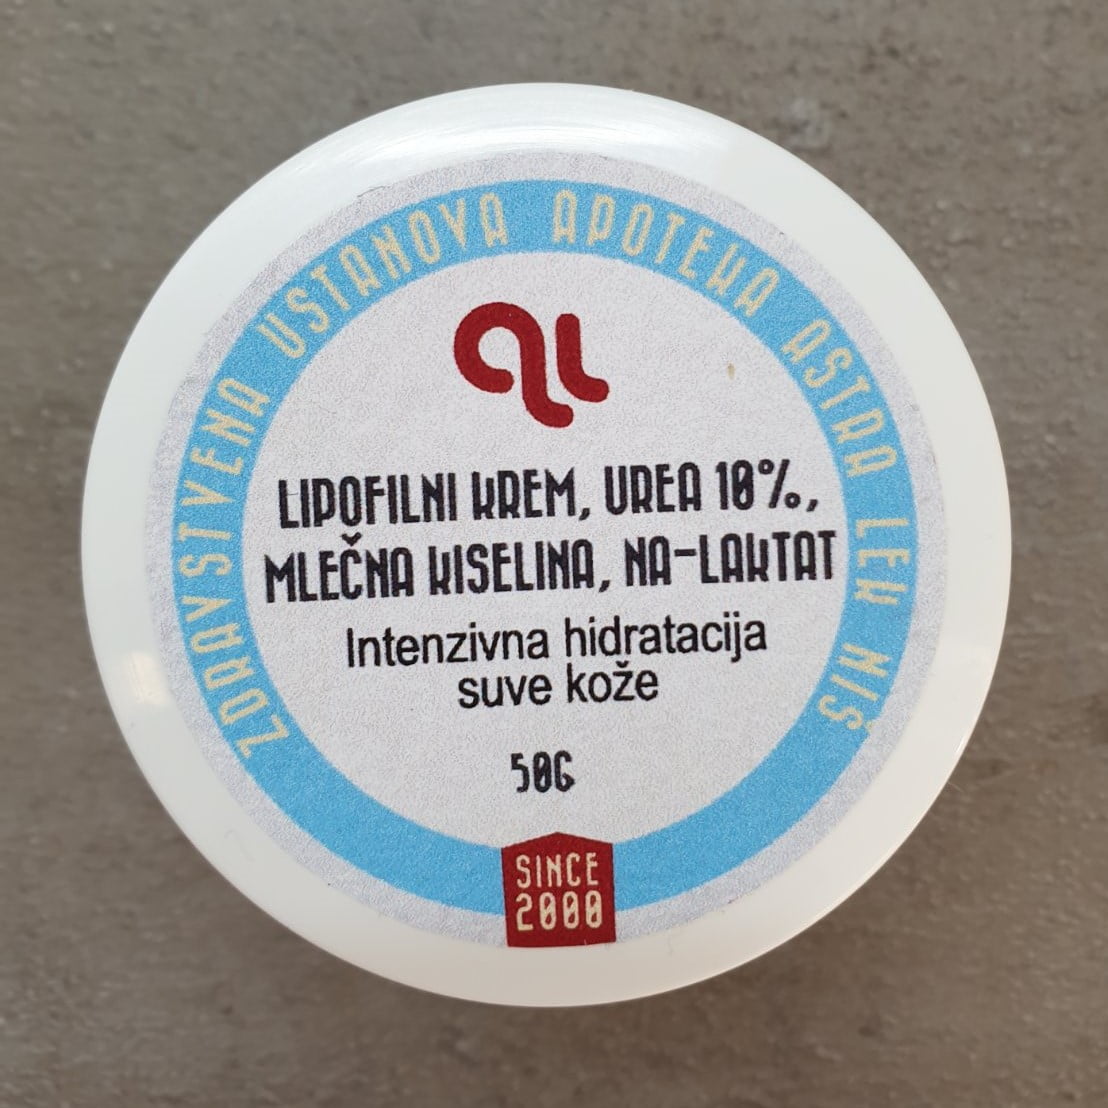 ZDRAVSTVENA USTANOVA APOTEKA ASTRA LEK NIŠ
LIPOFILNI KREM, UREA 10%,
MLEČNA KISELINA, NA-LAKTAT
Intenzivna hidratacija
suve kože
50G
SINCE
2000